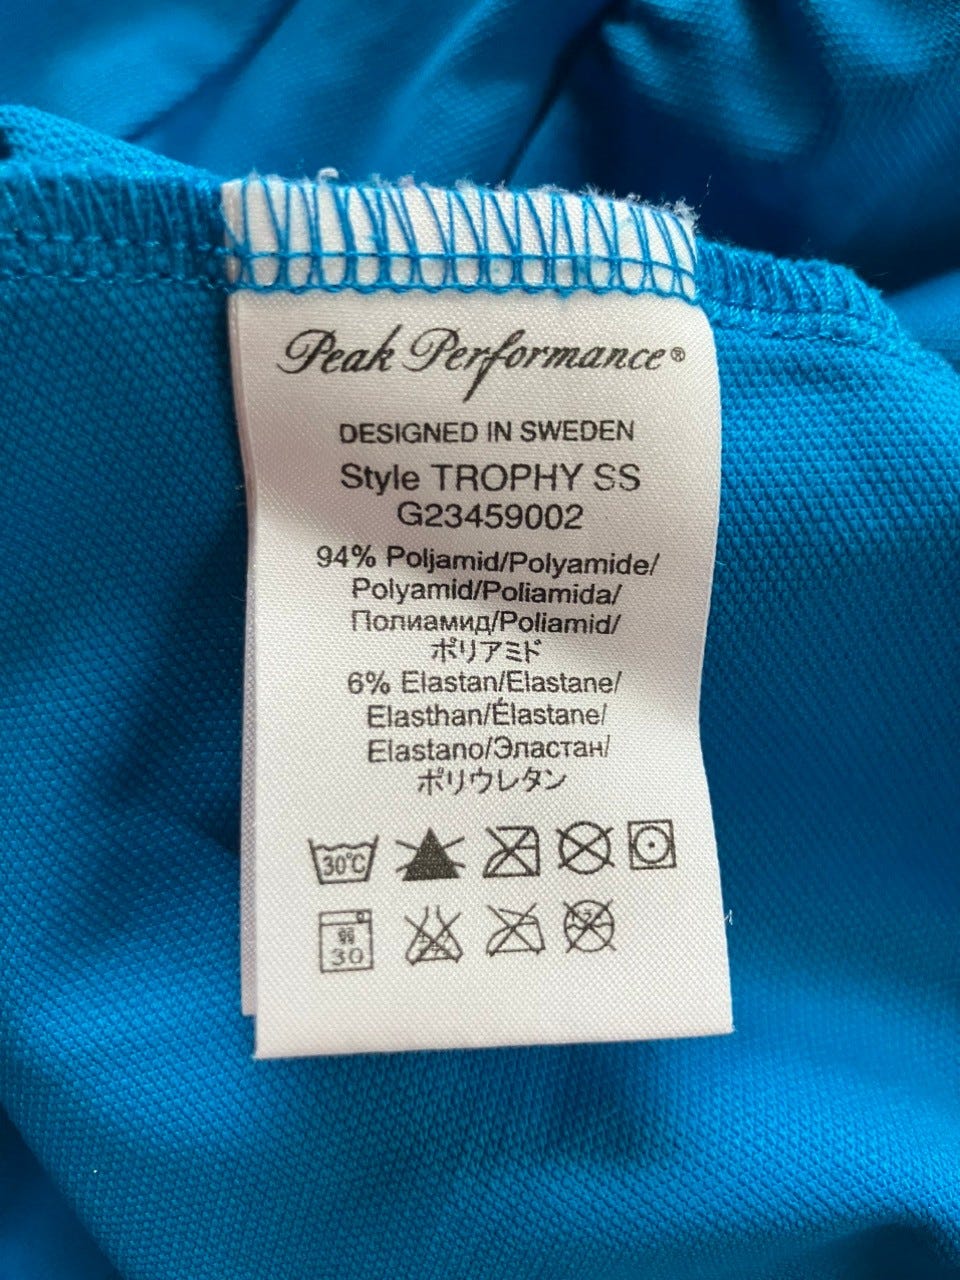 Peak Performance®
DESIGNED IN SWEDEN
Style TROPHY SS
G23459002
94% Poljamid/Polyamide/
Polyamid/Poliamida/
Полиамид/Poliamid/
ポリアミド
6% Elastan/Elastane/
Elasthan/Élastane/
Elastano/Эластан/
ポリウレタン
30°C
30